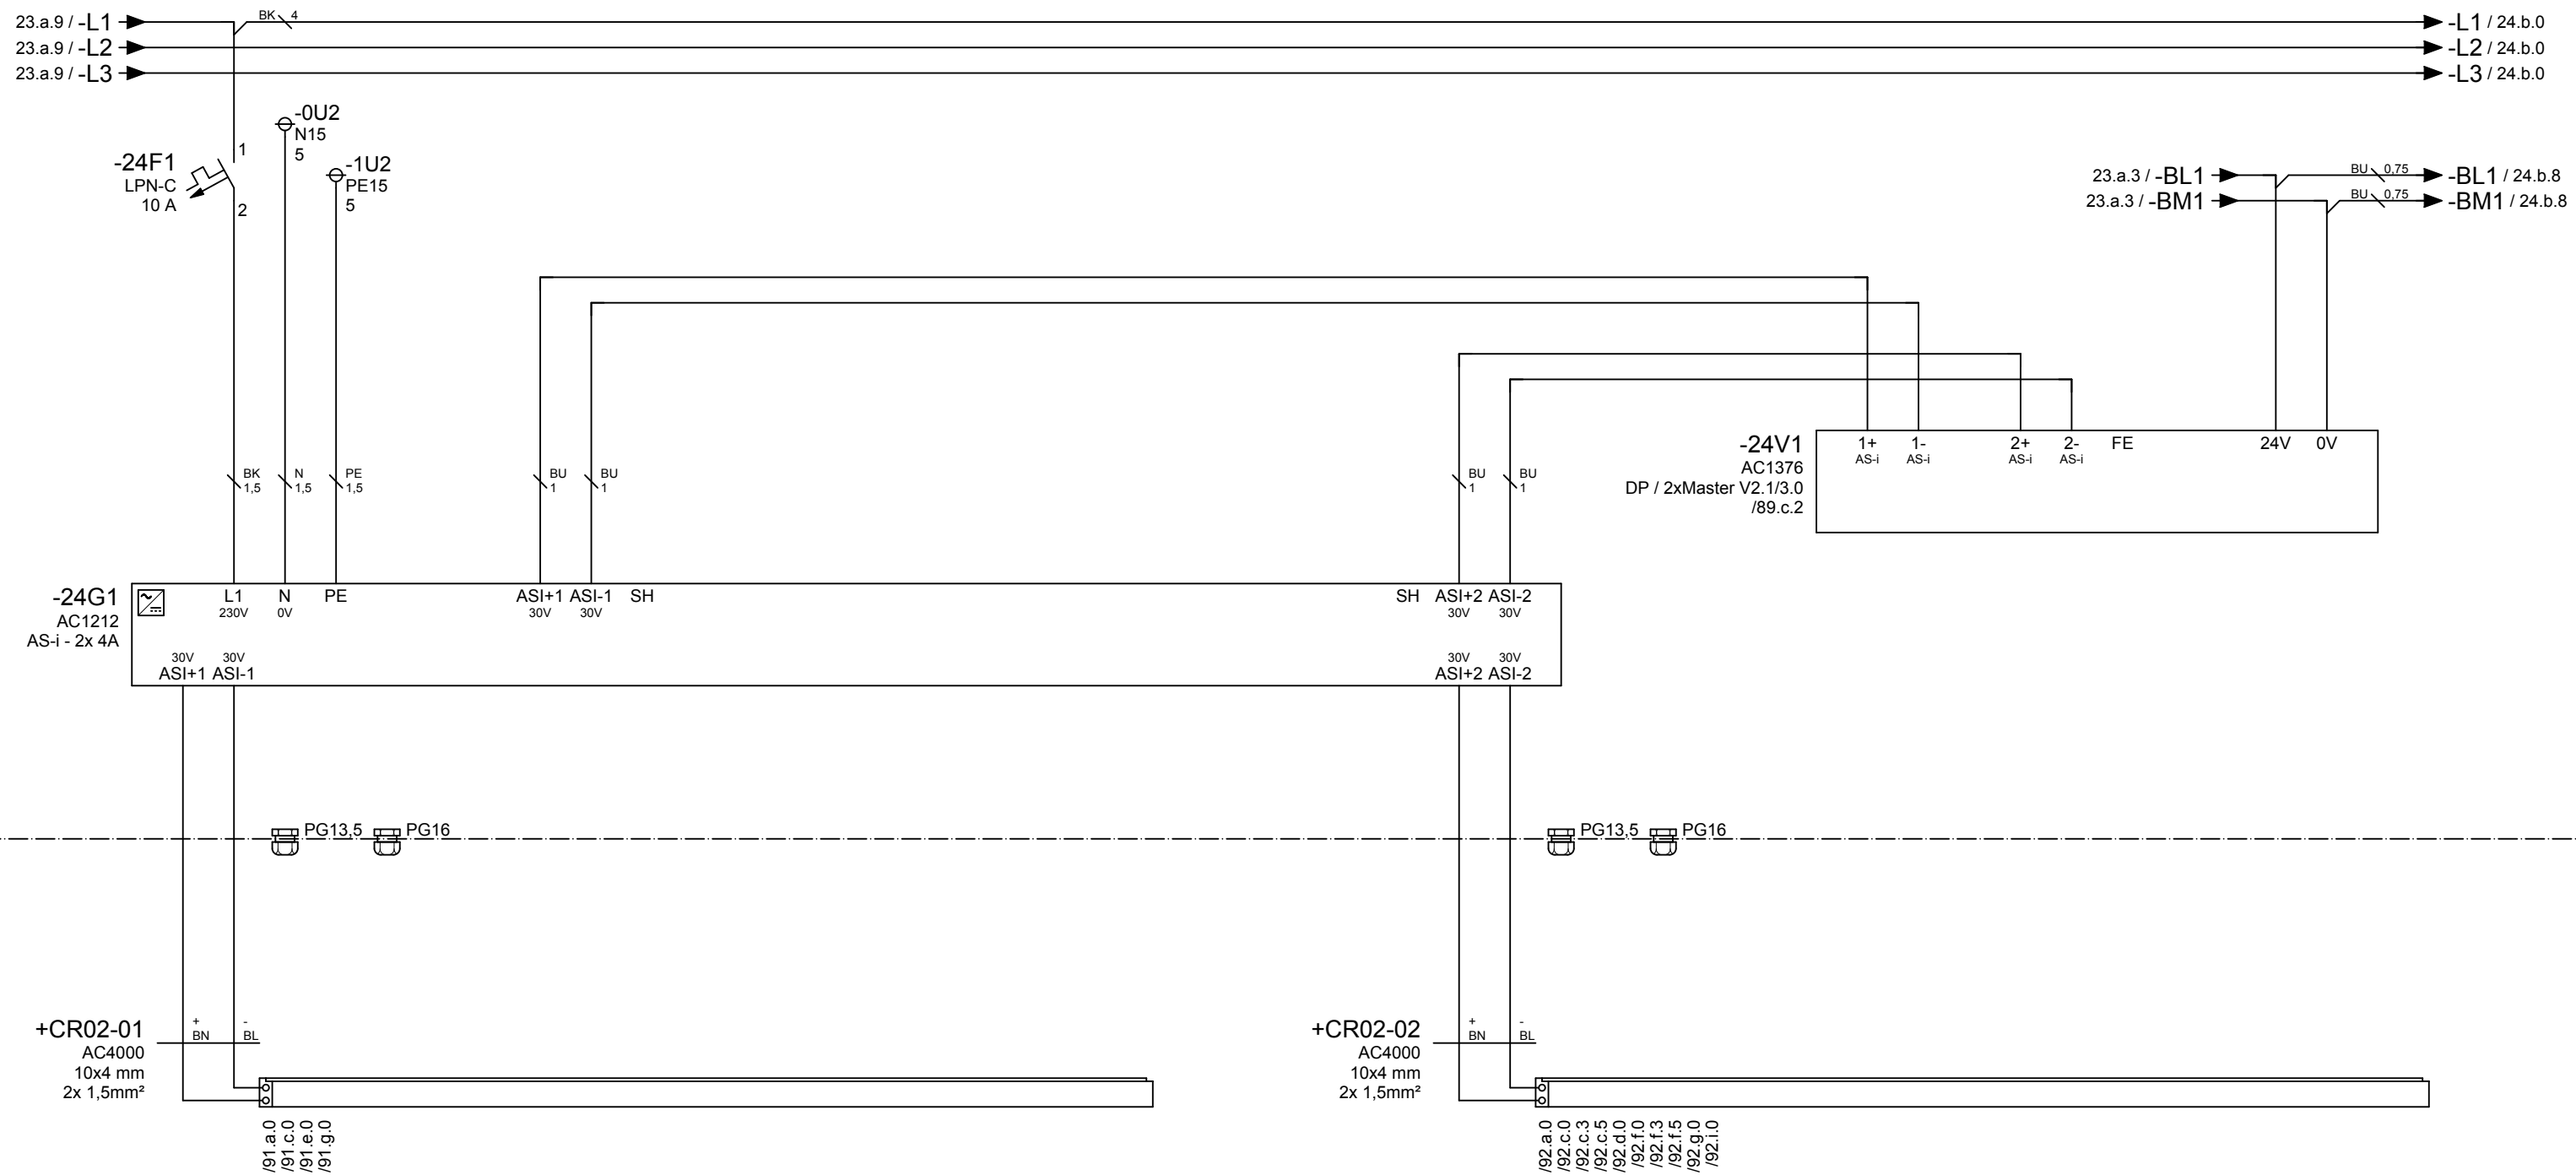 23.a.9 / -L1
BK 4
-L1 / 24.b.0
23.a.9 / -L2
-L2 / 24.b.0
23.a.9 / -L3
-L3 / 24.b.0
-0U2
N15
5
-24F1
LPN-C
10 A
1
2
-1U2
PE15
5
23.a.3 / -BL1
BU 0,75
-BL1 / 24.b.8
23.a.3 / -BM1
BU 0,75
-BM1 / 24.b.8
-24V1
AC1376
DP / 2xMaster V2.1/3.0
/89.c.2
1+ 1- 2+ 2- FE 24V 0V
AS-i AS-i AS-i AS-i
BK N PE BU BU BU BU
1,5 1,5 1,5 1 1 1 1
-24G1
AC1212
AS-i - 2x 4A
L1 N PE ASI+1 ASI-1 SH SH ASI+2 ASI-2
230V 0V 30V 30V 30V 30V
30V 30V 30V 30V
ASI+1 ASI-1 ASI+2 ASI-2
PG13,5 PG16 PG13,5 PG16
+CR02-01
AC4000
10x4 mm
2x 1,5mm²
+ -
BN BL
+CR02-02
AC4000
10x4 mm
2x 1,5mm²
+ -
BN BL
/91.a.0
/91.c.0
/91.e.0
/91.g.0
/92.a.0
/92.c.0
/92.c.3
/92.c.5
/92.d.0
/92.f.0
/92.f.3
/92.f.5
/92.g.0
/92.i.0